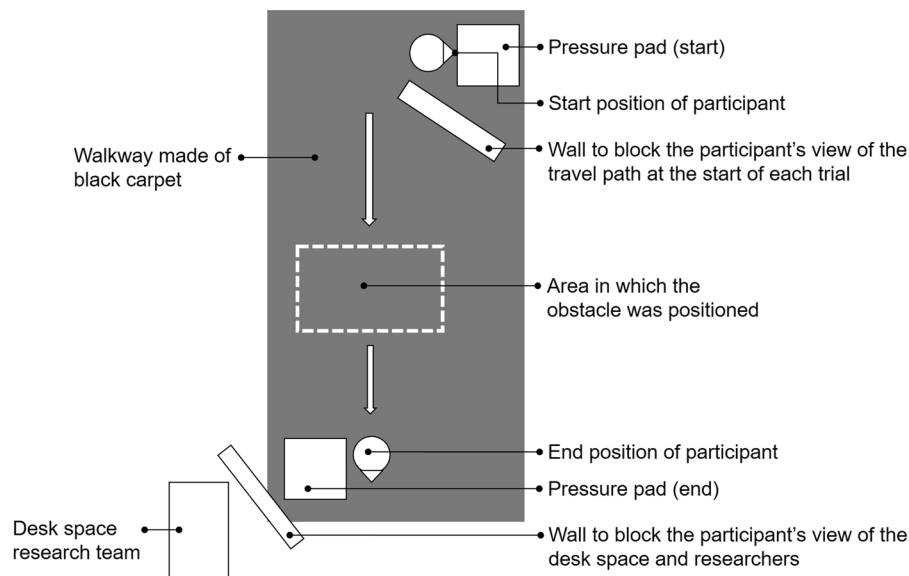 Pressure pad (start)
Start position of participant
Wall to block the participant's view of the
travel path at the start of each trial
Walkway made of
black carpet
Area in which the
obstacle was positioned
End position of participant
Pressure pad (end)
Desk space
research team
Wall to block the participant's view of the
desk space and researchers